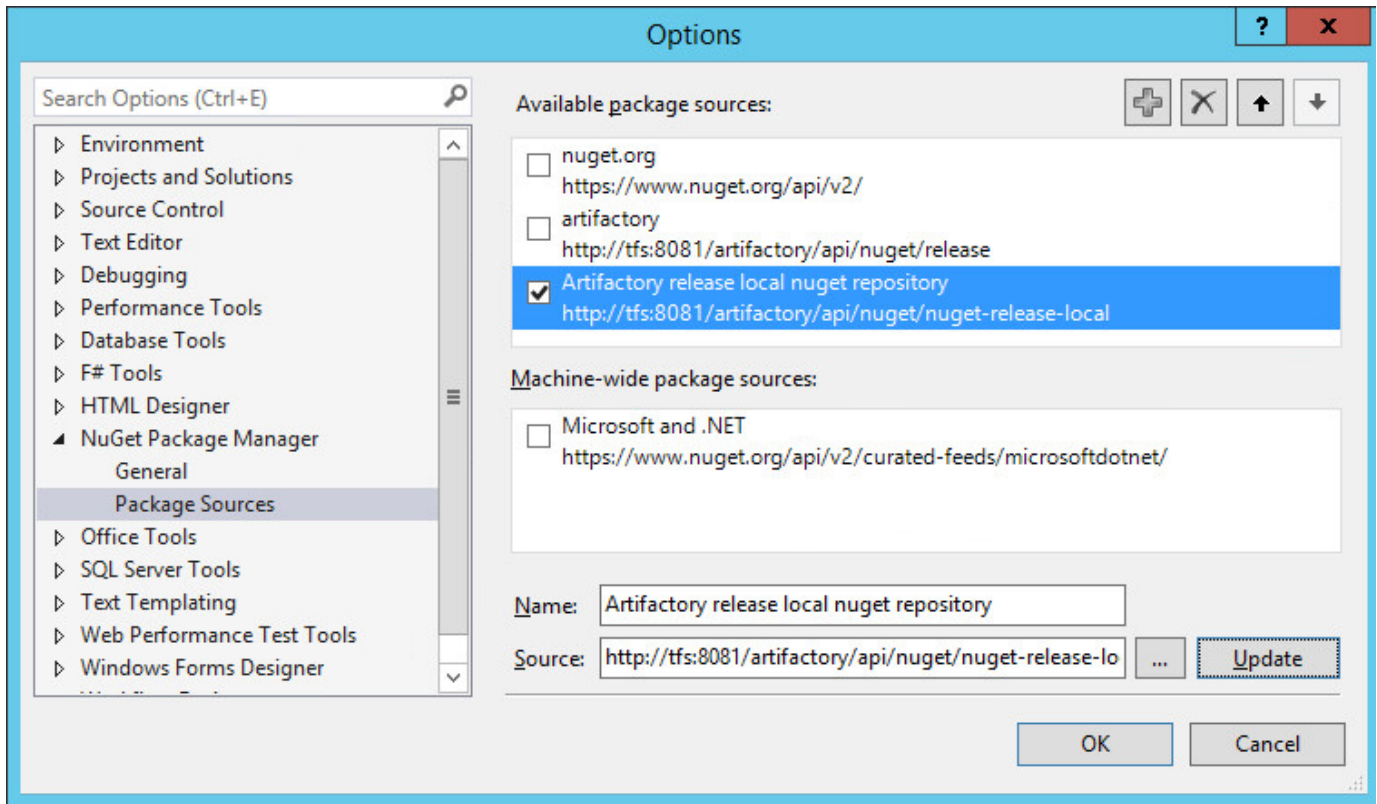 Options
?
X
Search Options (Ctrl+E)
Environment
Projects and Solutions
Source Control
Text Editor
Debugging
Performance Tools
Database Tools
F# Tools
HTML Designer
NuGet Package Manager
General
Package Sources
Office Tools
SQL Server Tools
Text Templating
Web Performance Test Tools
Windows Forms Designer
Available package sources:
nuget.org
https://www.nuget.org/api/v2/
artifactory
http://tfs:8081/artifactory/api/nuget/release
Artifactory release local nuget repository
http://tfs:8081/artifactory/api/nuget/nuget-release-local
Machine-wide package sources:
Microsoft and .NET
https://www.nuget.org/api/v2/curated-feeds/microsoftdotnet/
Name: Artifactory release local nuget repository
Source: http://tfs:8081/artifactory/api/nuget/nuget-release-lo ... Update
OK Cancel